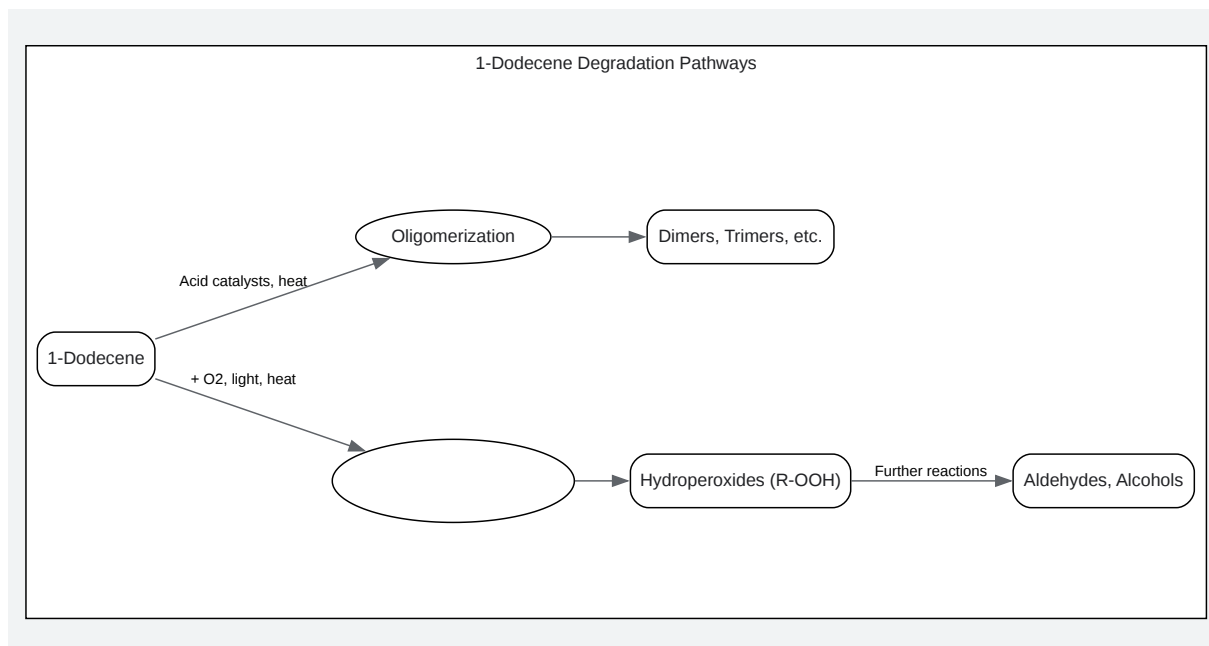 1-Dodecene Degradation Pathways
Oligomerization
Dimers, Trimers, etc.
Acid catalysts, heat
1-Dodecene
+ O2, light, heat
Hydroperoxides (R-OOH)
Further reactions
Aldehydes, Alcohols